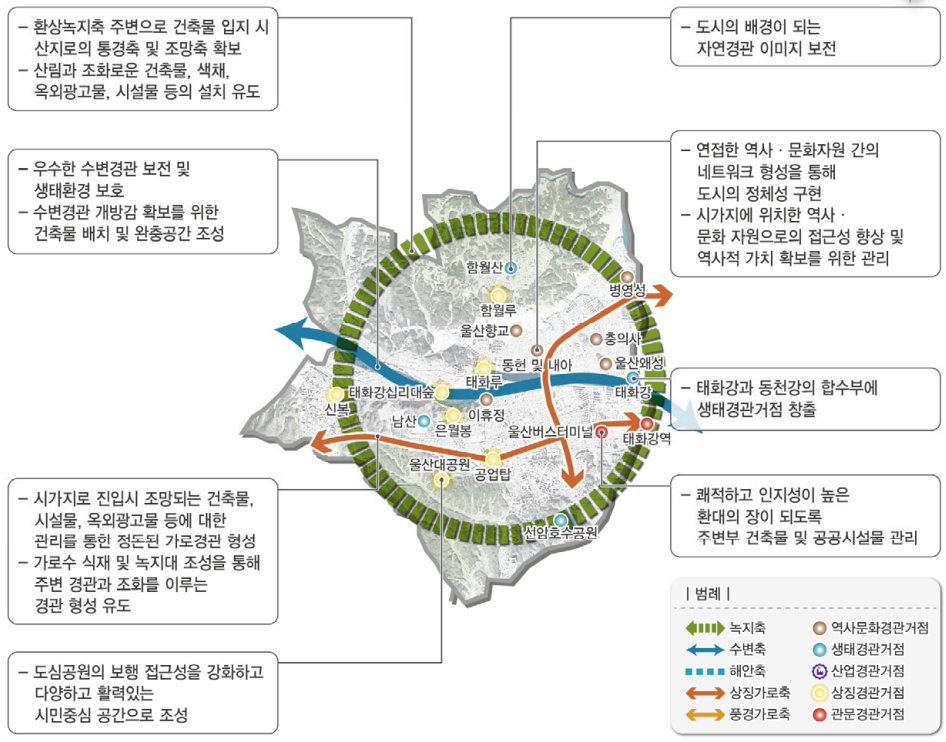 – 환상녹지축 주변으로 건축물 입지 시
산지로의 통경축 및 조망축 확보
– 산림과 조화로운 건축물, 색채,
옥외광고물, 시설물 등의 설치 유도
– 우수한 수변경관 보전 및
생태환경 보호
– 수변경관 개방감 확보를 위한
건축물 배치 및 완충공간 조성
– 시가지로 진입시 조망되는 건축물,
시설물, 옥외광고물 등에 대한
관리를 통한 정돈된 가로경관 형성
– 가로수 식재 및 녹지대 조성을 통해
주변 경관과 조화를 이루는
경관 형성 유도
– 도심공원의 보행 접근성을 강화하고
다양하고 활력있는
시민중심 공간으로 조성
– 도시의 배경이 되는
자연경관 이미지 보전
– 연접한 역사 · 문화자원 간의
네트워크 형성을 통해
도시의 정체성 구현
– 시가지에 위치한 역사 ·
문화 자원으로의 접근성 향상 및
역사적 가치 확보를 위한 관리
– 태화강과 동천강의 합수부에
생태경관거점 창출
– 쾌적하고 인지성이 높은
환대의 장이 되도록
주변부 건축물 및 공공시설물 관리
함월산
병영성
함월루
울산향교
충의사
동헌 및 내아
울산왜성
태화루
태화강십리대숲
태화강
신복
이휴정
남산
은월봉
울산버스터미널
태화강역
울산대공원
공업탑
선암호수공원
| 범례 |
녹지축
수변축
해안축
상징가로축
풍경가로축
역사문화경관거점
생태경관거점
산업경관거점
상징경관거점
관문경관거점